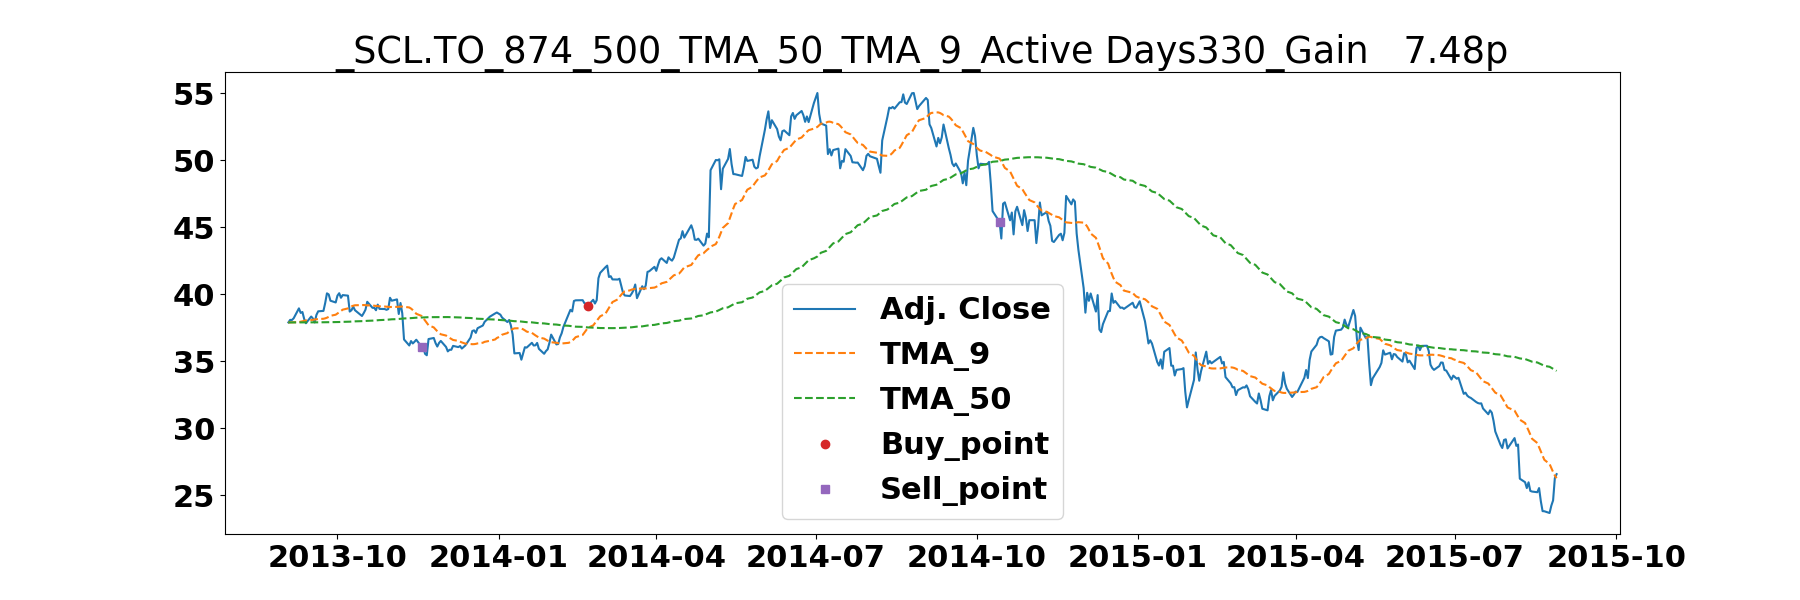 _SCL.TO_874_500_TMA_50_TMA_9_Active Days330_Gain   7.48p
55
50
45
40
35
30
25
Adj. Close
TMA_9
TMA_50
Buy_point
Sell_point
2013-10 2014-01 2014-04 2014-07 2014-10 2015-01 2015-04 2015-07 2015-10